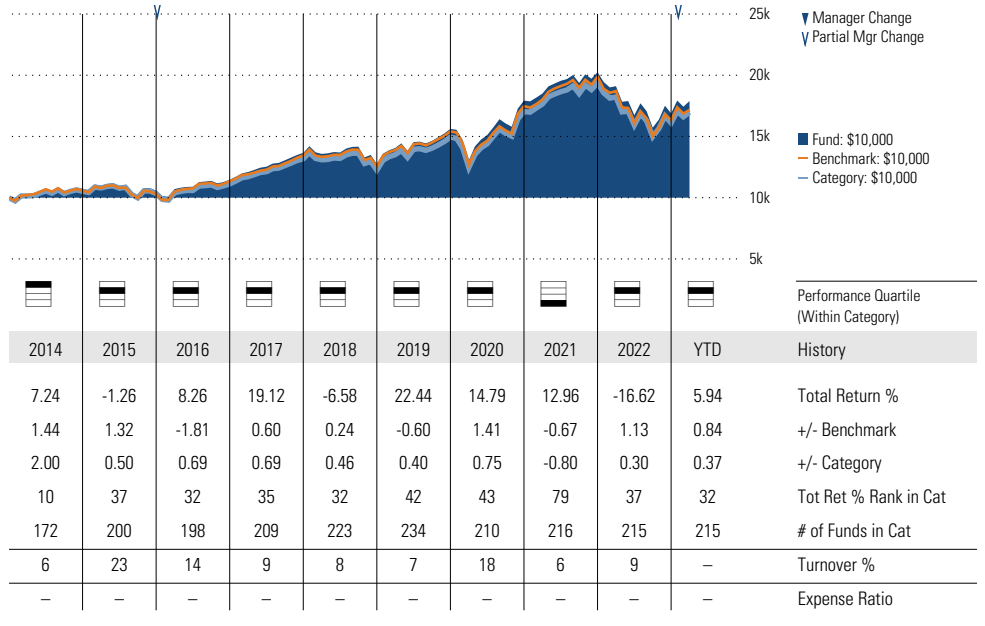 25k
Manager Change
Partial Mgr Change
20k
15k
Fund: $10,000
Benchmark: $10,000
Category: $10,000
10k
5k
Performance Quartile
(Within Category)
2014 2015 2016 2017 2018 2019 2020 2021 2022 YTD History
7.24 -1.26 8.26 19.12 -6.58 22.44 14.79 12.96 -16.62 5.94 Total Return %
1.44 1.32 -1.81 0.60 0.24 -0.60 1.41 -0.67 1.13 0.84 +/- Benchmark
2.00 0.50 0.69 0.69 0.46 0.40 0.75 -0.80 0.30 0.37 +/- Category
10 37 32 35 32 42 43 79 37 32 Tot Ret % Rank in Cat
172 200 198 209 223 234 210 216 215 215 # of Funds in Cat
6 23 14 9 8 7 18 6 9 – Turnover %
– – – – – – – – – – Expense Ratio